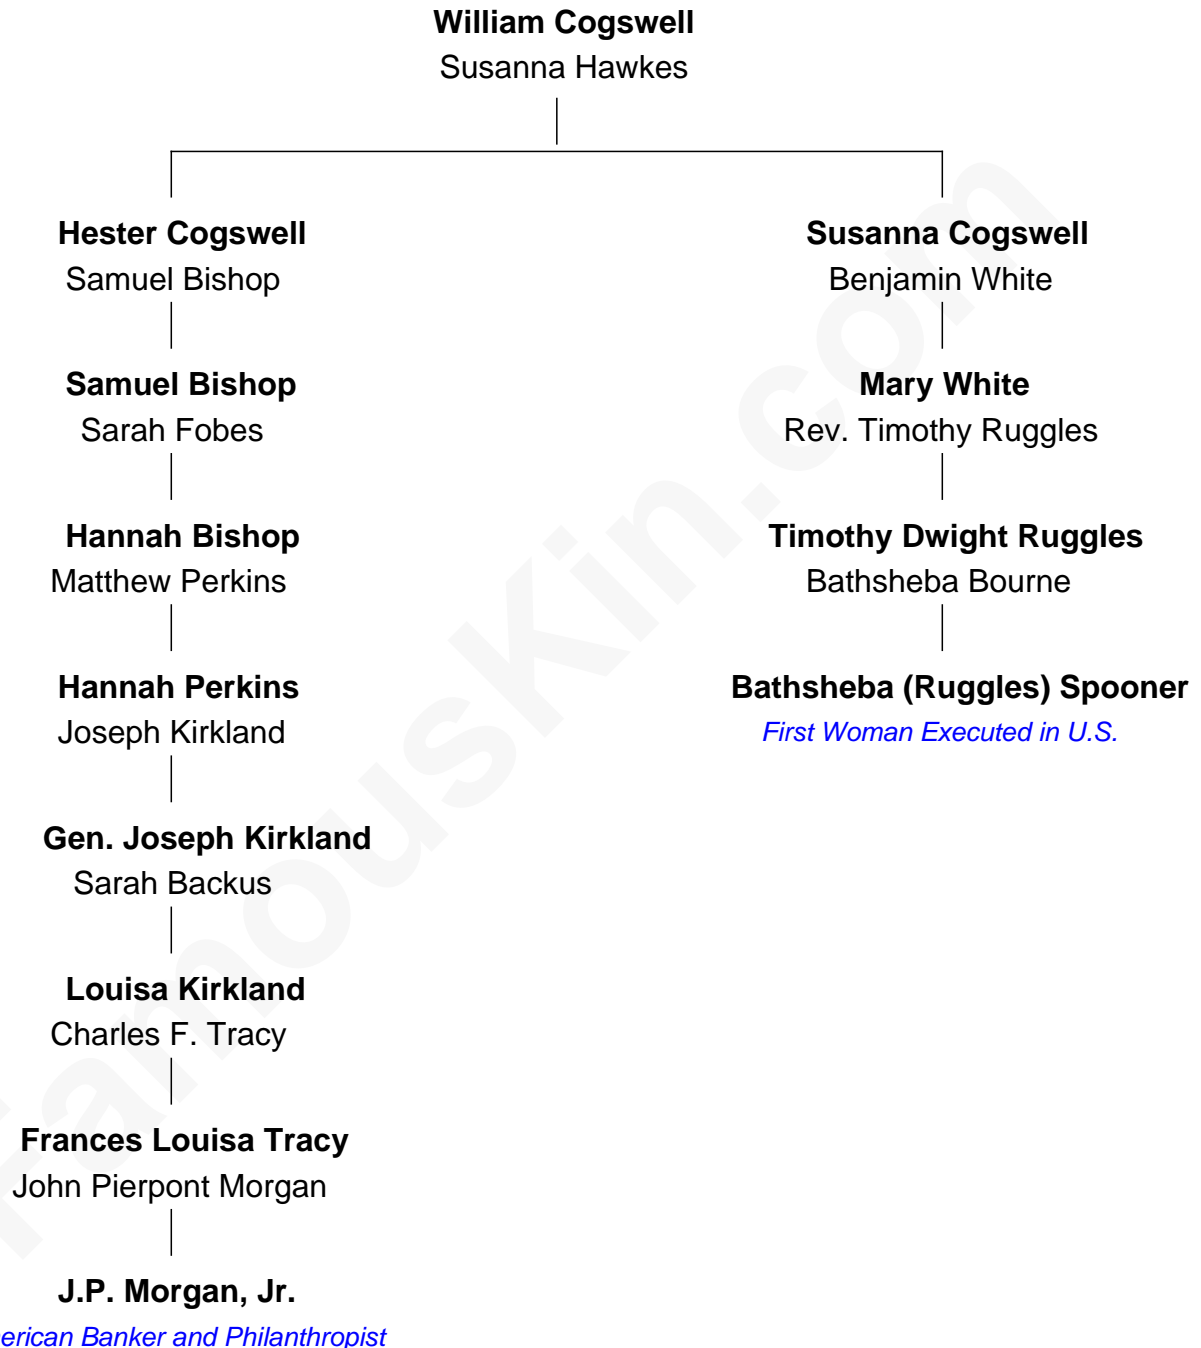 William Cogswell
Susanna Hawkes
Hester Cogswell
Samuel Bishop
Susanna Cogswell
Benjamin White
Samuel Bishop
Sarah Fobes
Mary White
Rev. Timothy Ruggles
Hannah Bishop
Matthew Perkins
Timothy Dwight Ruggles
Bathsheba Bourne
Hannah Perkins
Joseph Kirkland
Bathsheba (Ruggles) Spooner
First Woman Executed in U.S.
Gen. Joseph Kirkland
Sarah Backus
Louisa Kirkland
Charles F. Tracy
Frances Louisa Tracy
John Pierpont Morgan
J.P. Morgan, Jr.
erican Banker and Philanthropist
FamousKin.com